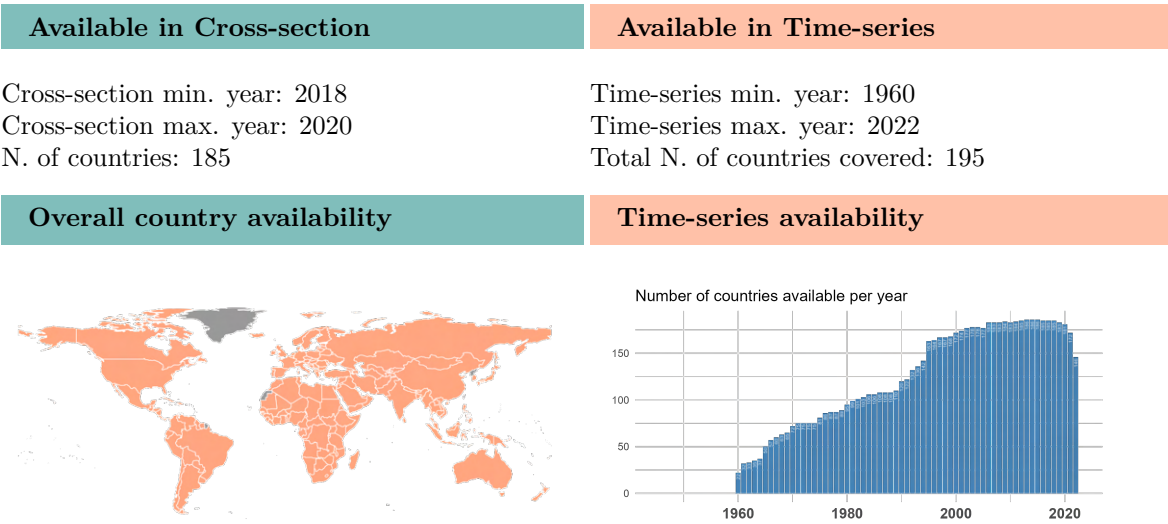 Available in Cross-section
Available in Time-series
Cross-section min. year: 2018
Cross-section max. year: 2020
N. of countries: 185
Time-series min. year: 1960
Time-series max. year: 2022
Total N. of countries covered: 195
Overall country availability
Time-series availability
Number of countries available per year
150
100
50
0
1960 1980 2000 2020